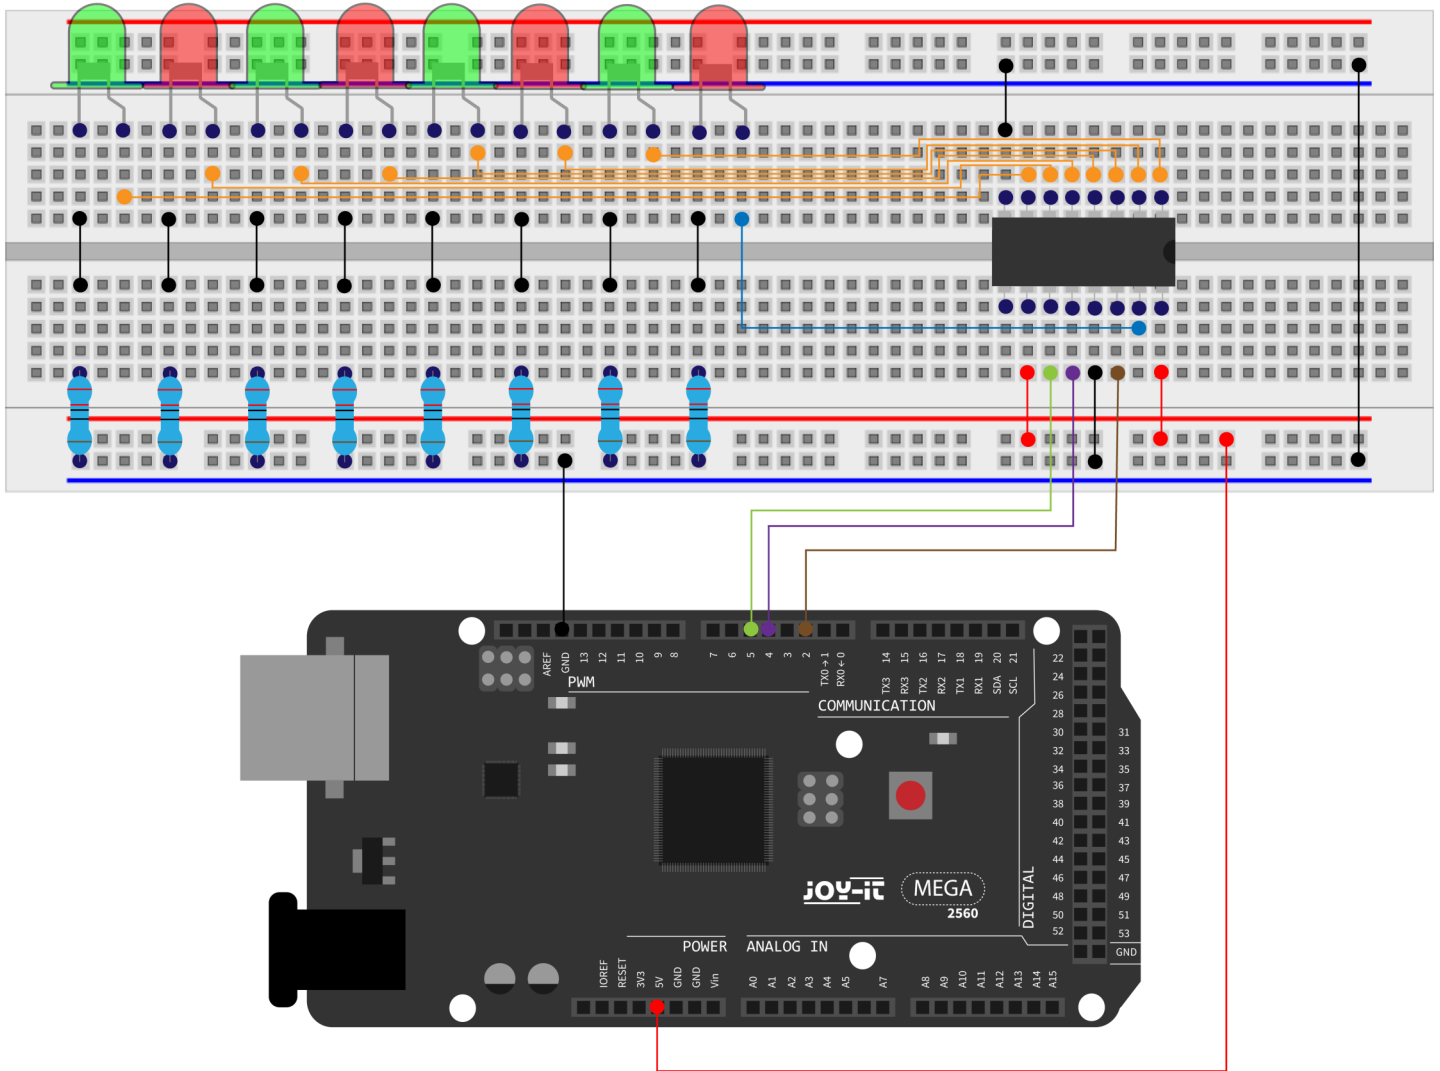 AREF GND 13 12 11 10 9 8 7 6 5 4 3 2 TX0→1 RX0←0
TX3 14 RX3 15 TX2 16 RX2 17 TX1 18 RX1 19 SDA 20 SCL 21
PWM
COMMUNICATION
22
24
26
28
30 31
32 33
34 35
36 37
38 39
40 41
42 43
44 45
46 47
48 49
50 51
52 53
GND
DIGITAL
JOY-IT MEGA
2560
POWER ANALOG IN
IOREF RESET 3V3 5V GND GND Vin A0 A1 A2 A3 A4 A5 A7 A8 A9 A10 A11 A12 A13 A14 A15